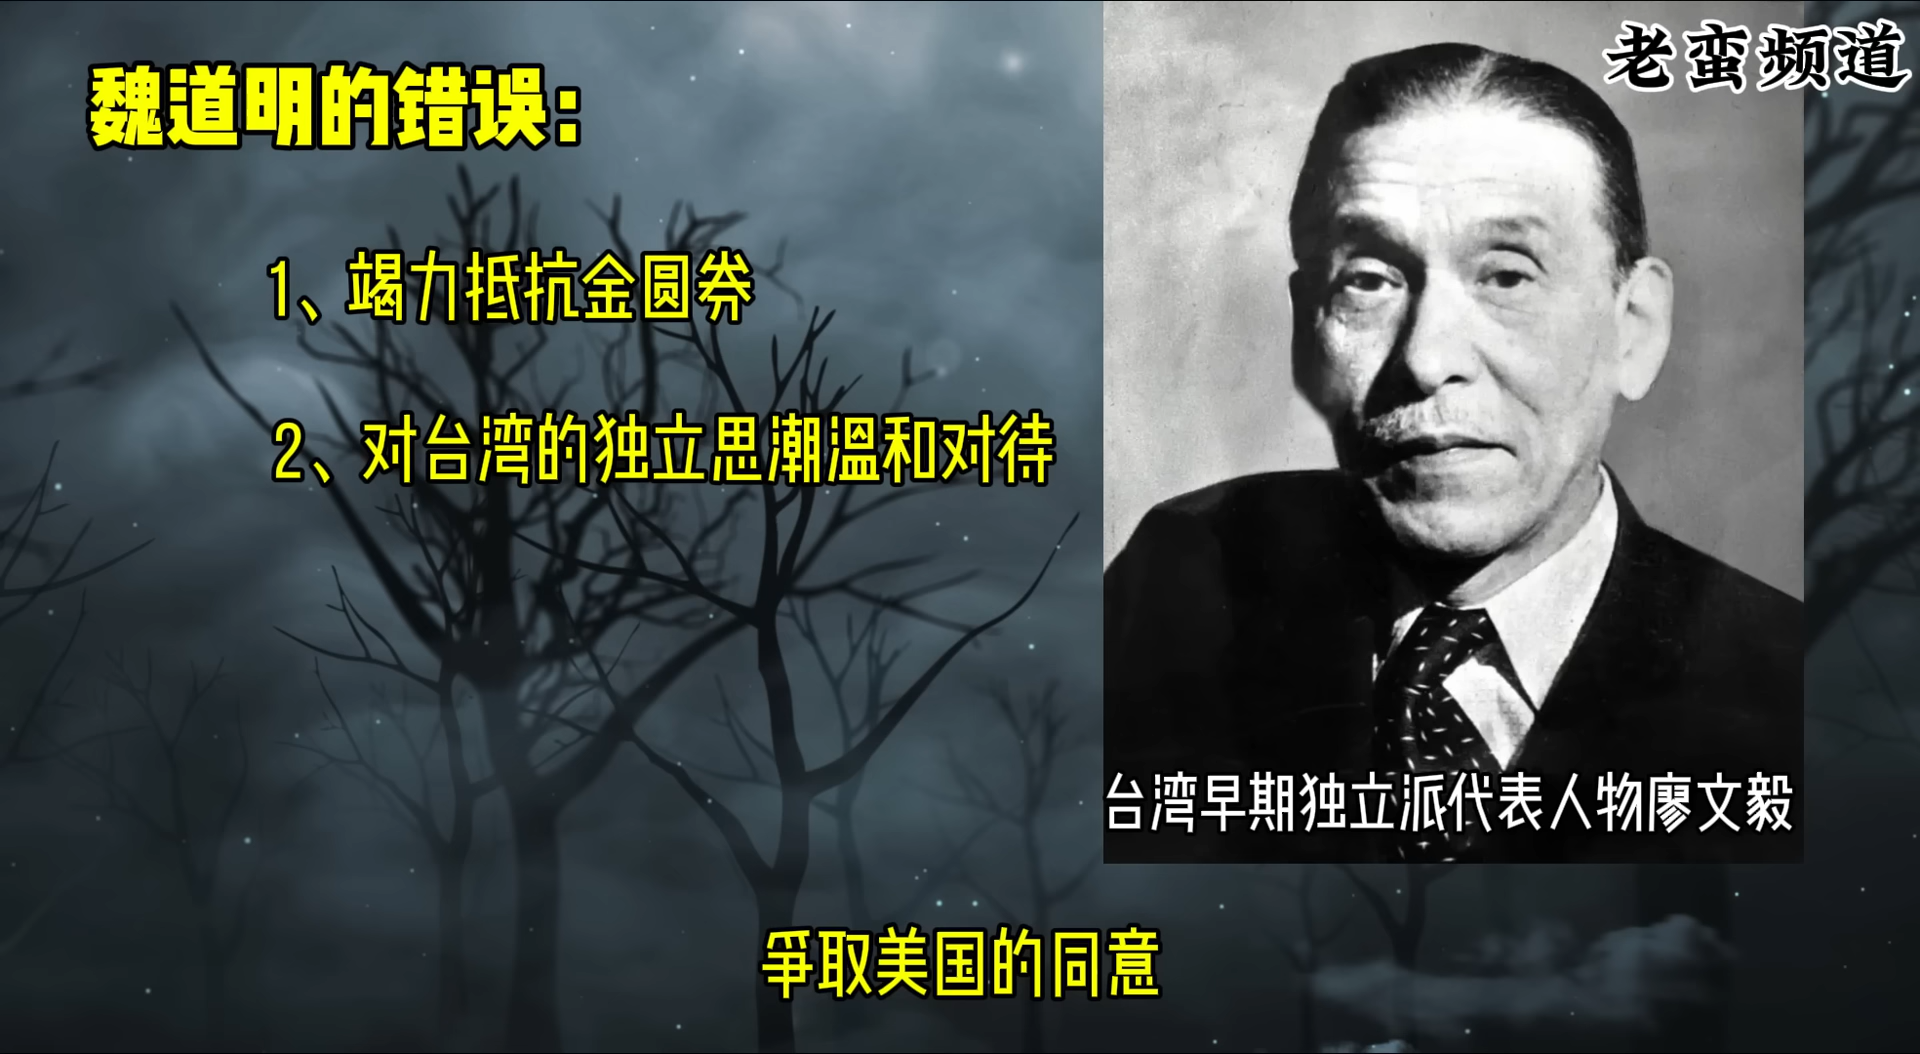 老蛮频道
魏道明的错误：
1、竭力抵抗金圆券
2、对台湾的独立思潮溫和对待
台湾早期独立派代表人物廖文毅
爭取美国的同意